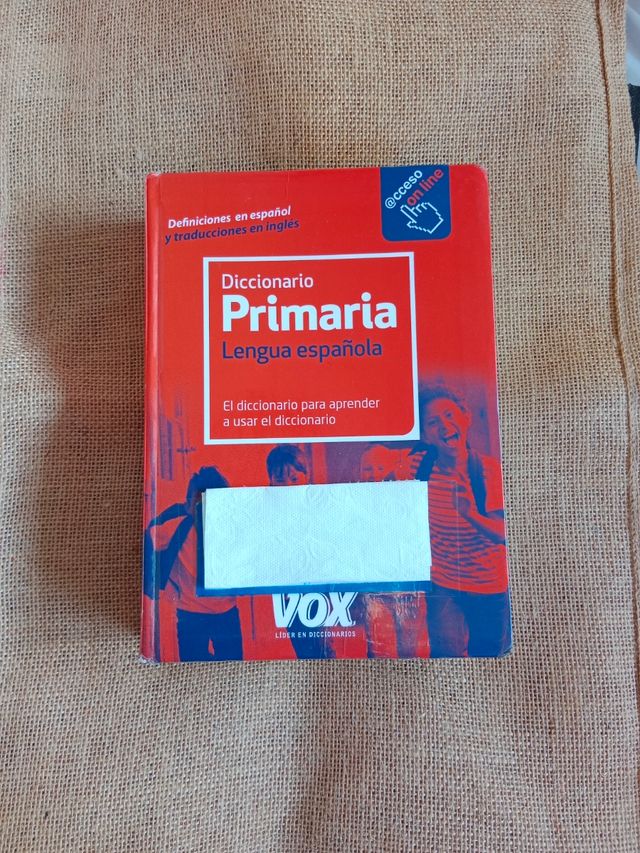 Definiciones en español
y traducciones en inglés
@cceso
on line
Diccionario
Primaria
Lengua española
El diccionario para aprender
a usar el diccionario
VOX
LÍDER EN DICCIONARIOS